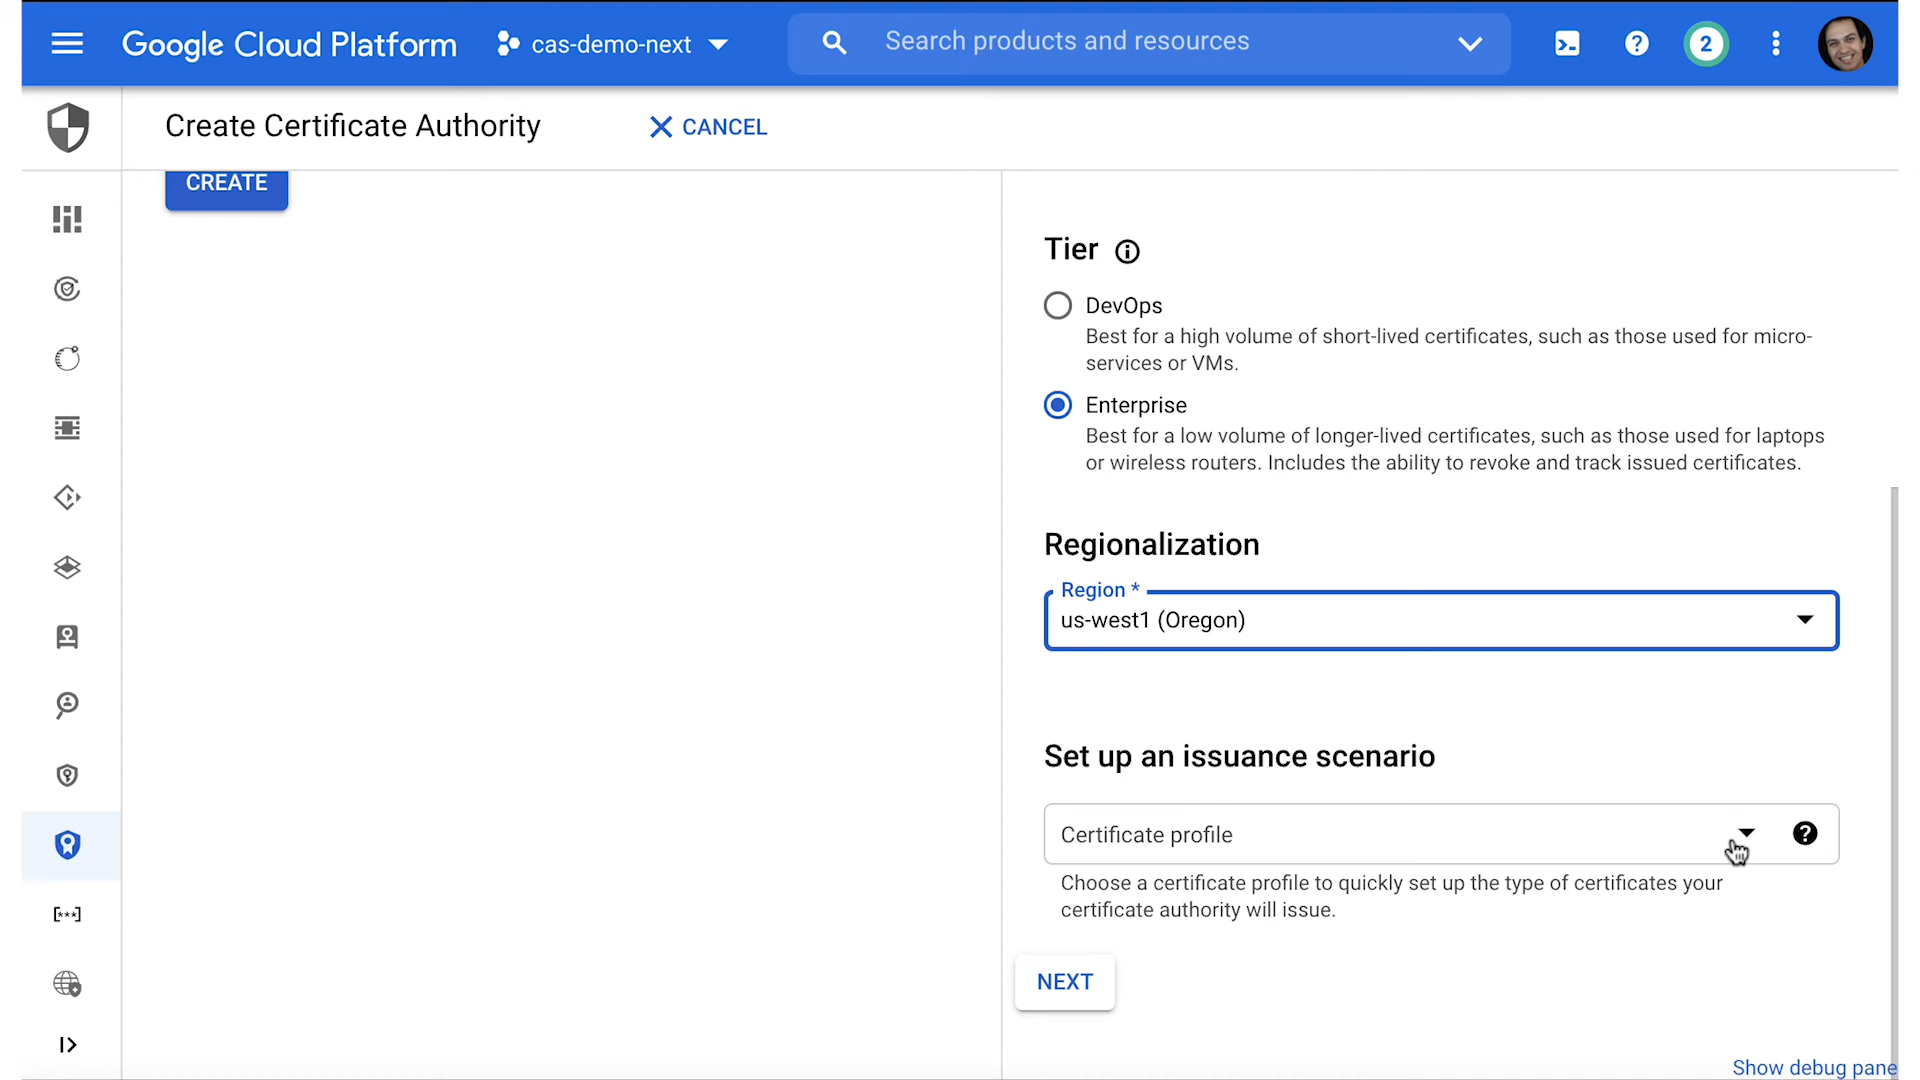 Google Cloud Platform
cas-demo-next
Search products and resources
2
Create Certificate Authority
CANCEL
CREATE
Tier
DevOps
Best for a high volume of short-lived certificates, such as those used for micro-
services or VMs.
Enterprise
Best for a low volume of longer-lived certificates, such as those used for laptops
or wireless routers. Includes the ability to revoke and track issued certificates.
Regionalization
Region *
us-west1 (Oregon)
Set up an issuance scenario
Certificate profile
Choose a certificate profile to quickly set up the type of certificates your
certificate authority will issue.
NEXT
Show debug pane